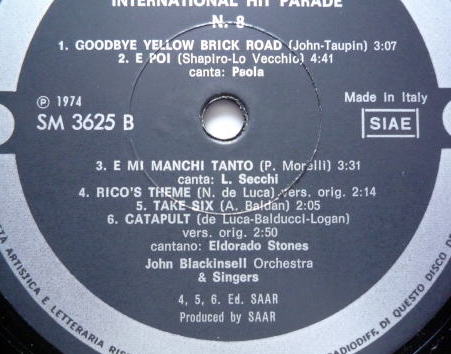 INTERNATIONAL HIT PARADE
N. 8
1. GOODBYE YELLOW BRICK ROAD (John-Taupin) 3:07
2. E POI (Shapiro-Lo Vecchio) 4:41
canta: Paola
℗ 1974
SM 3625 B
Made in Italy
SIAE
3. E MI MANCHI TANTO (P. Morelli) 3:31
canta: L. Secchi
4. RICO'S THEME (N. de Luca) vers. orig. 2:14
5. TAKE SIX (A. Baldan) 2:05
6. CATAPULT (de Luca-Balducci-Logan)
vers. orig. 2:50
cantano: Eldorado Stones
John Blackinsell Orchestra
& Singers
4, 5, 6. Ed. SAAR
Produced by SAAR
ARTISTICA E LETTERARIA
RADIODIFF. DI QUESTO DISCO